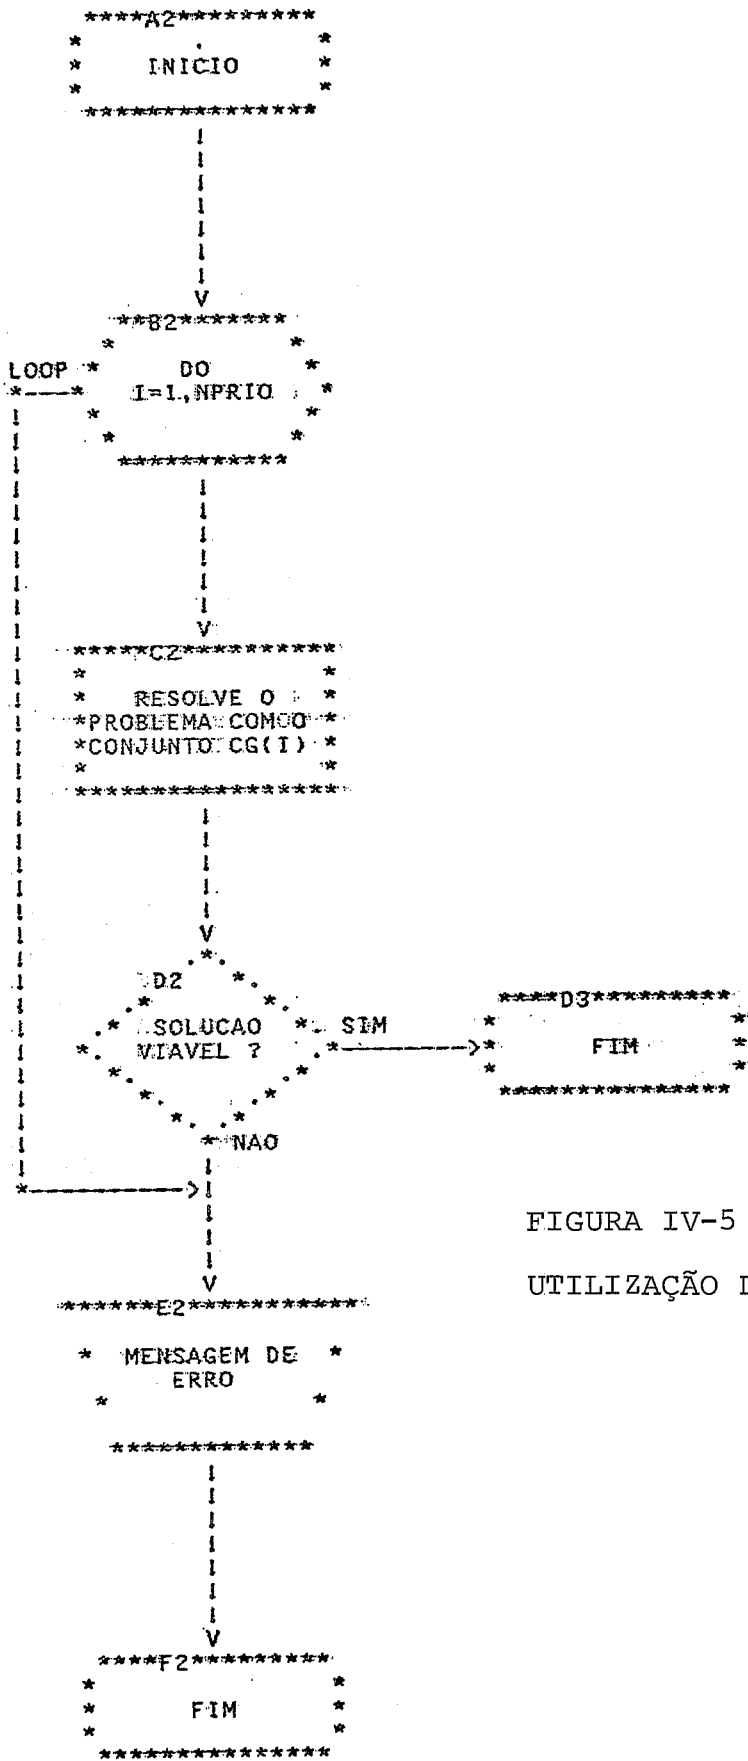 A2
INICIO
B2
LOOP
DO
I=1,NPRIO
C2
RESOLVE O
PROBLEMA COM O
CONJUNTO CG(I)
D2
SOLUCAO
VIAVEL ?
SIM
D3
FIM
NAO
FIGURA IV-5
UTILIZAÇÃO
E2
MENSAGEM DE
ERRO
F2
FIM